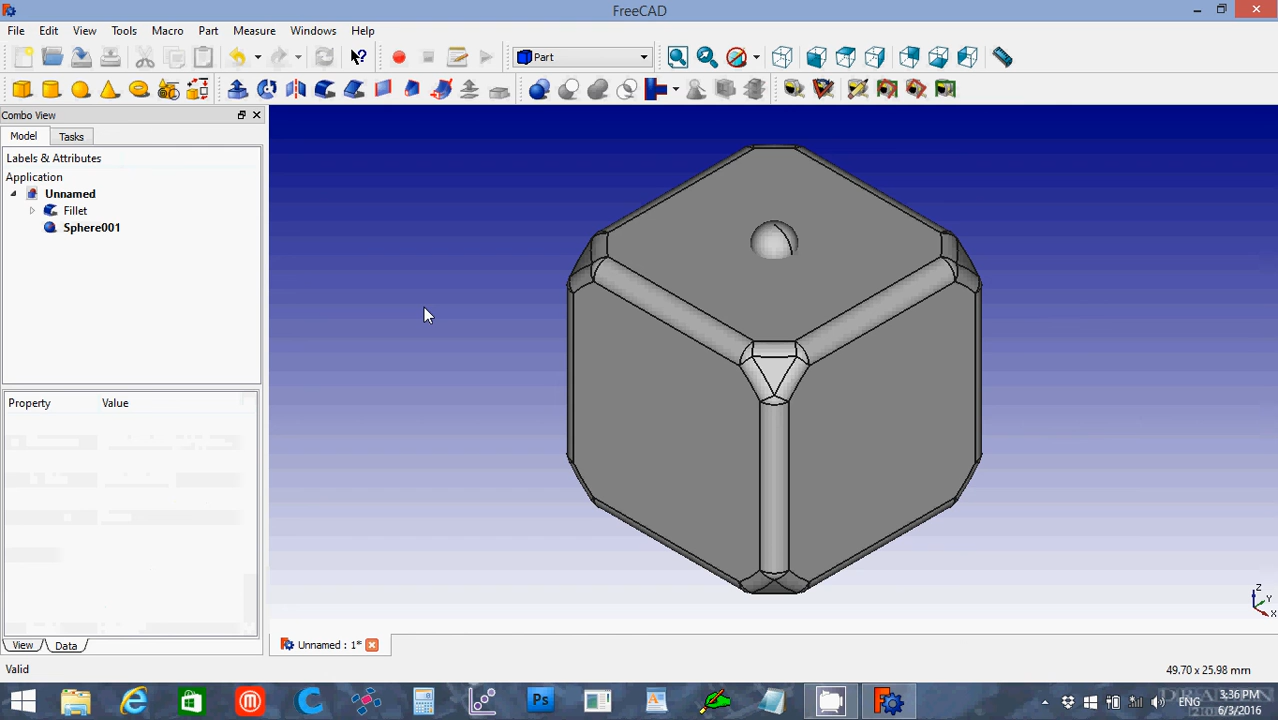 FreeCAD
File Edit View Tools Macro Part Measure Windows Help
Part
Combo View
Model Tasks
Labels & Attributes
Application
Unnamed
Fillet
Sphere001
Property Value
View Data
Unnamed : 1*
Valid
49.70 x 25.98 mm
Z
Y
X
Ps
ENG
3:36 PM
6/3/2016